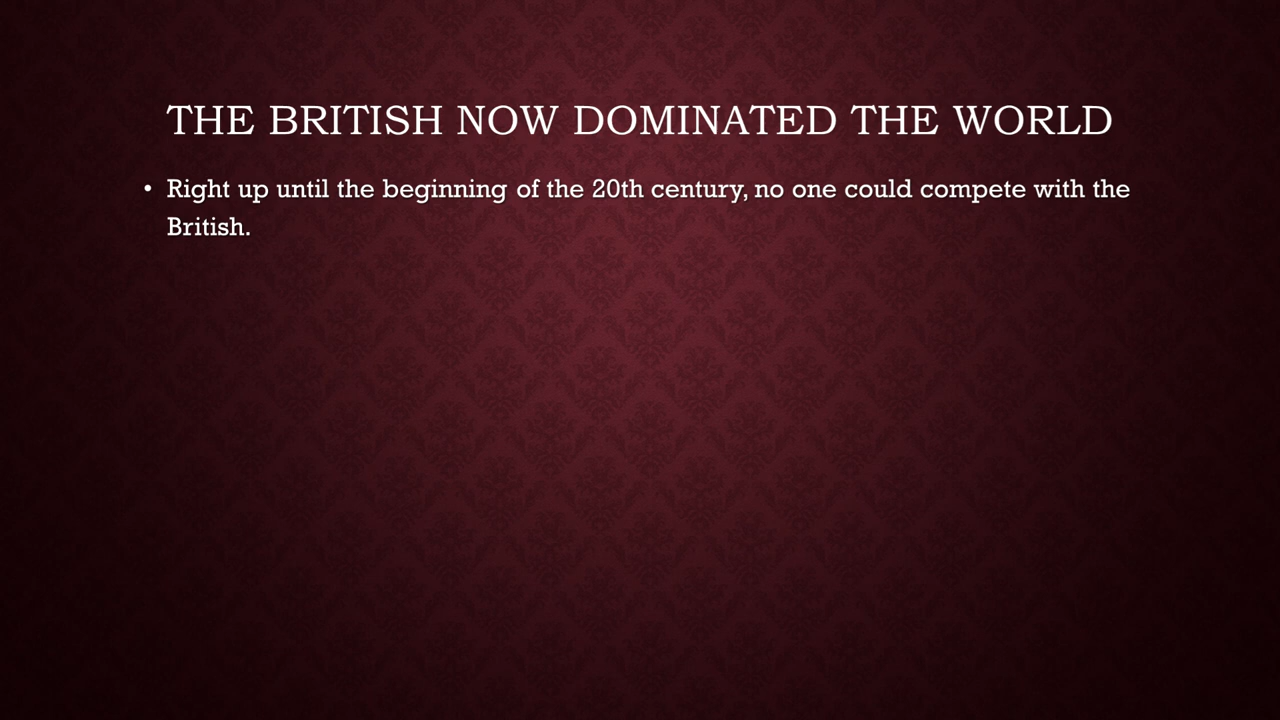 THE BRITISH NOW DOMINATED THE WORLD
• Right up until the beginning of the 20th century, no one could compete with the
British.